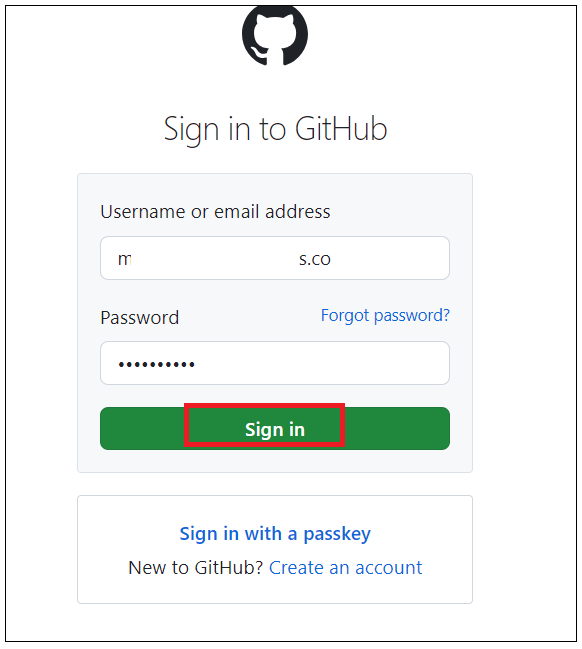 Sign in to GitHub
Username or email address
m s.co
Password Forgot password?
••••••••••
Sign in
Sign in with a passkey
New to GitHub? Create an account